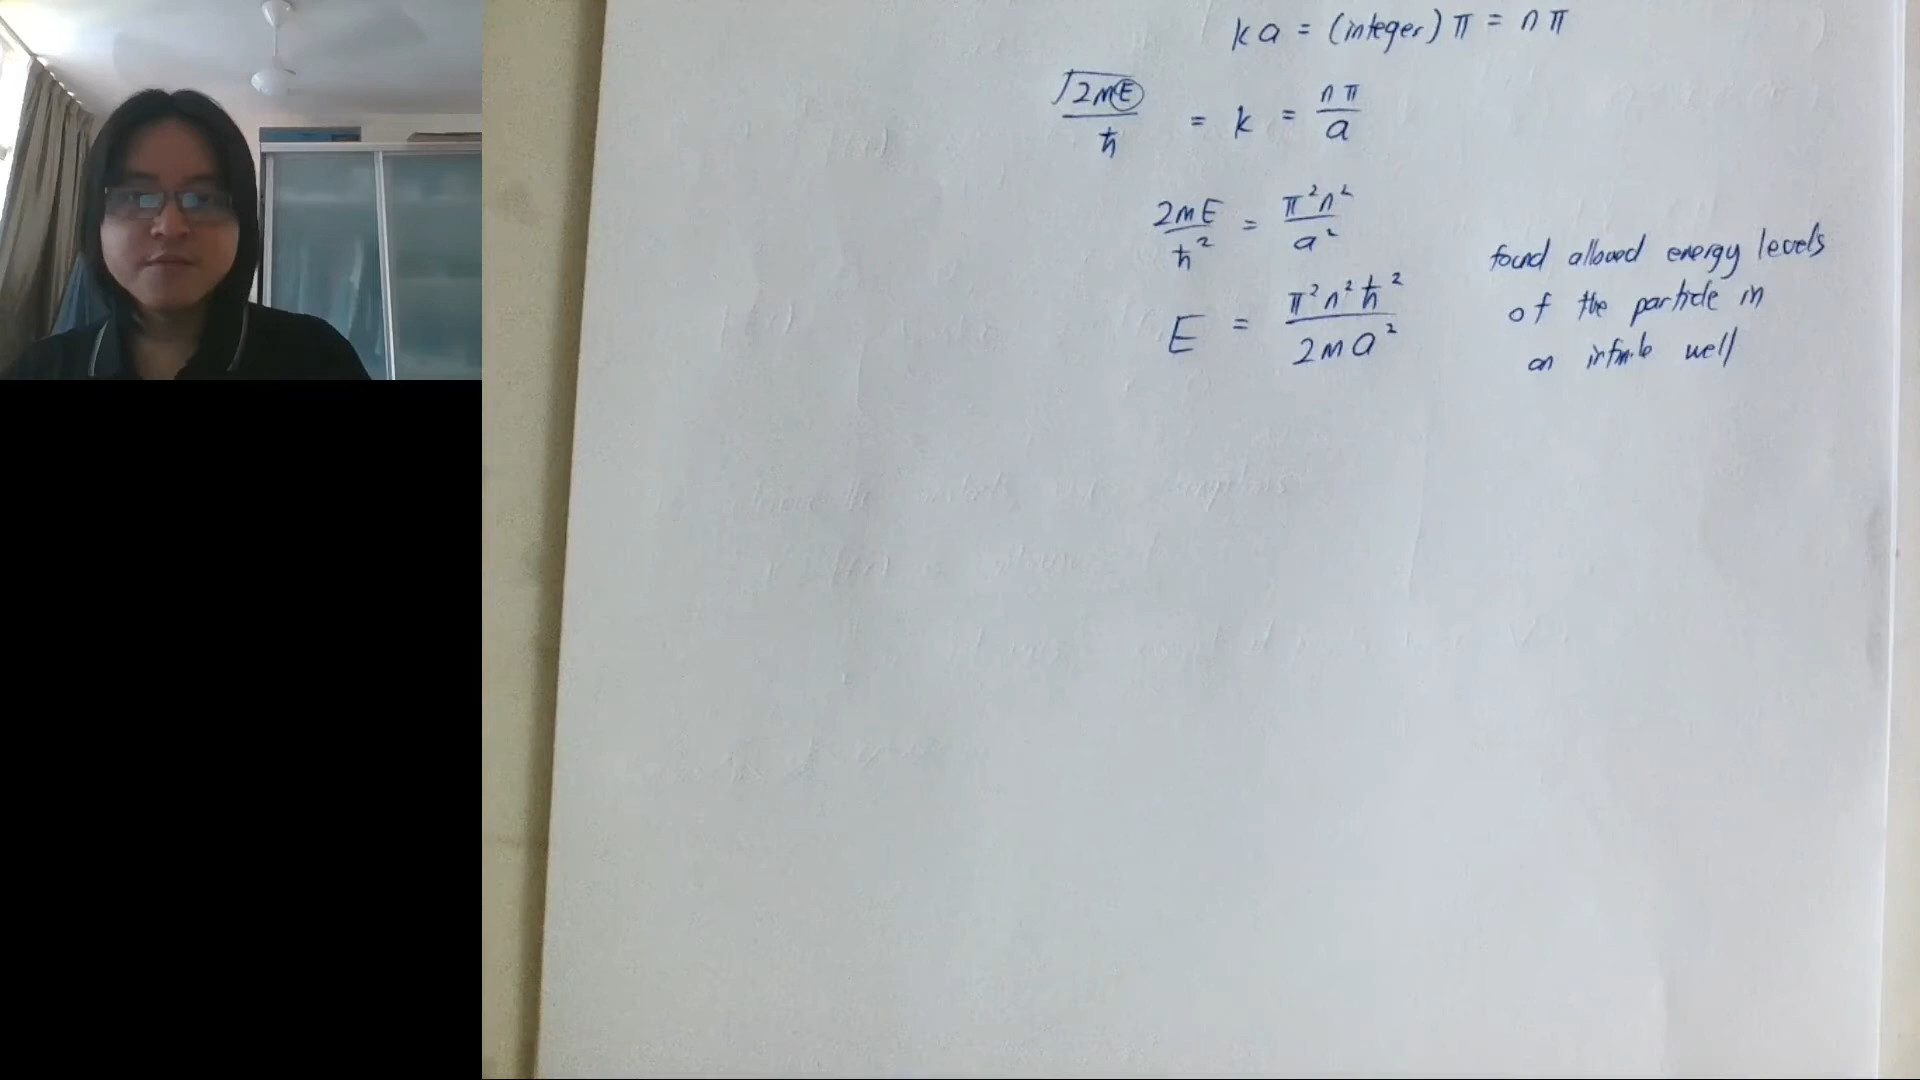 ka = (integer) π = nπ
√2mE / ħ = k = nπ / a
2mE / ħ² = π²n² / a²
E = π²n²ħ² / 2ma²
found allowed energy levels
of the particle in
an infinite well